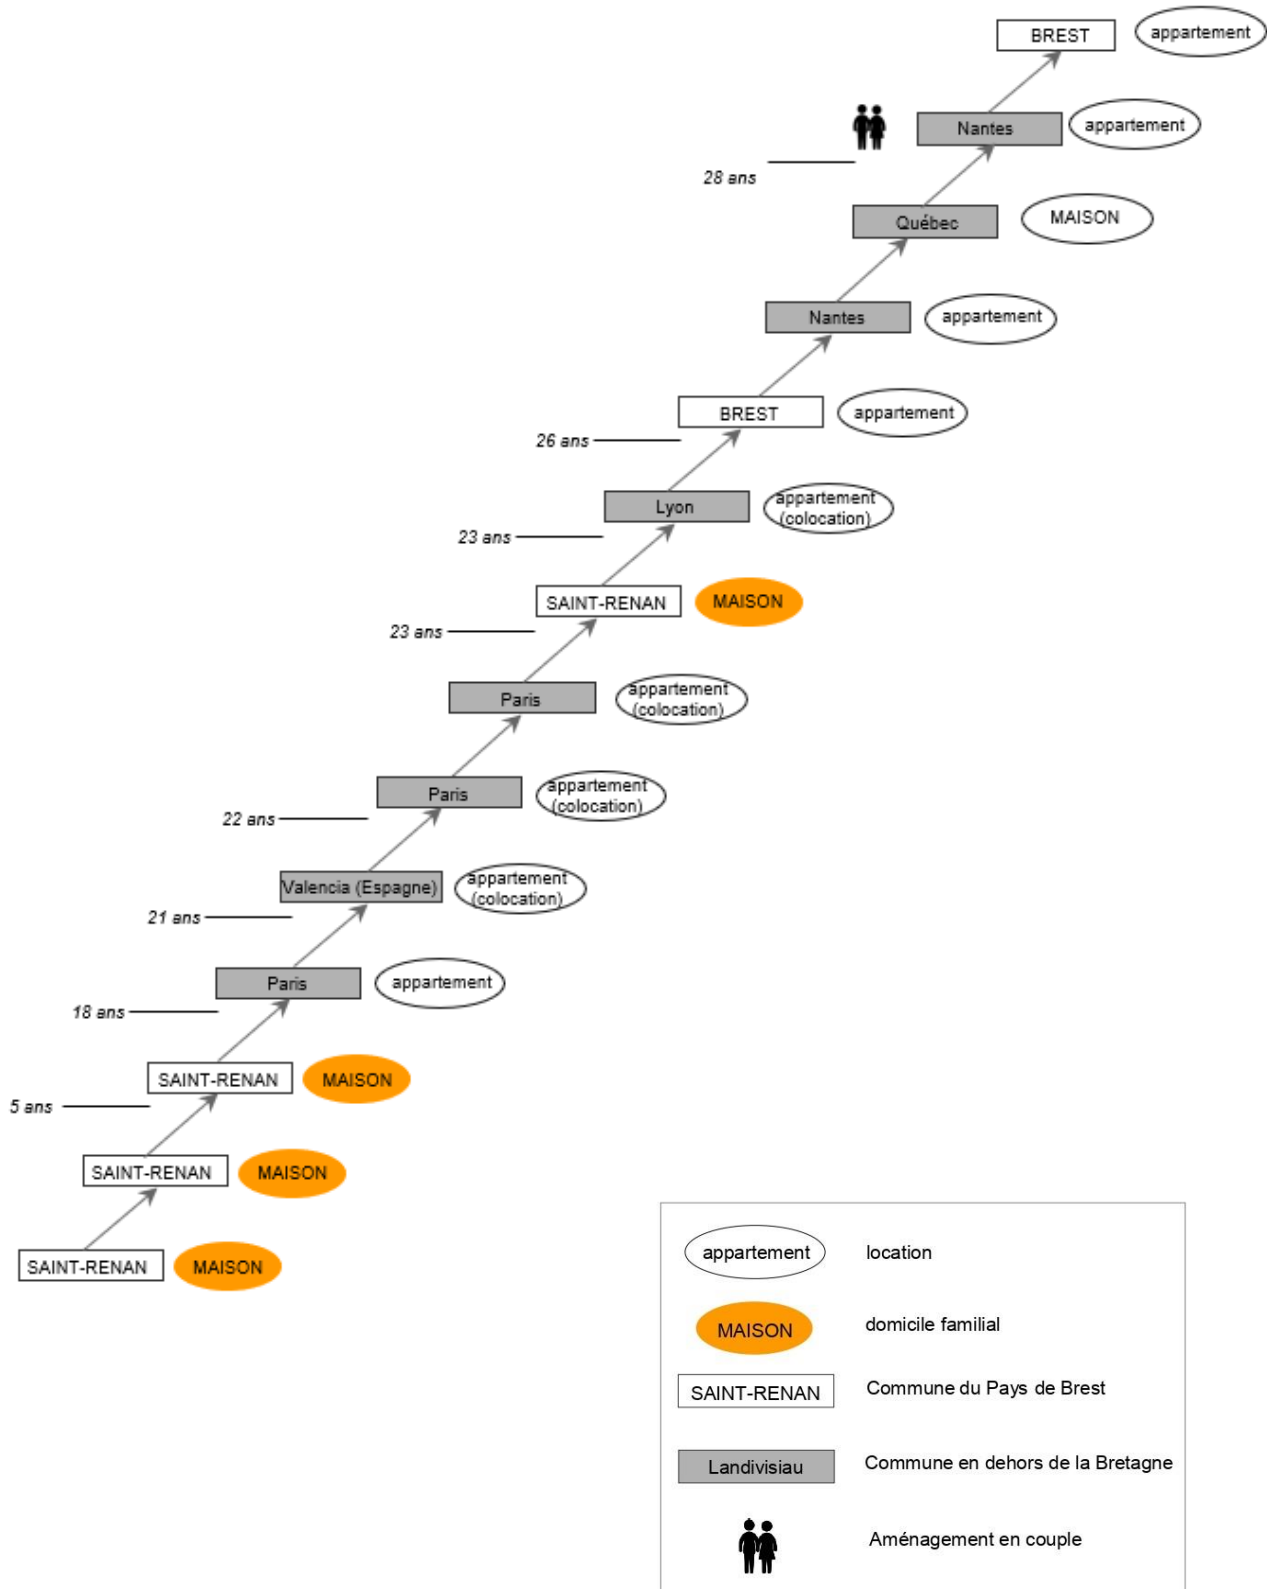 BREST
appartement
Nantes
appartement
28 ans
Québec
MAISON
Nantes
appartement
BREST
appartement
26 ans
Lyon
appartement
(colocation)
23 ans
SAINT-RENAN
MAISON
23 ans
Paris
appartement
(colocation)
Paris
appartement
(colocation)
22 ans
Valencia (Espagne)
appartement
(colocation)
21 ans
Paris
appartement
18 ans
SAINT-RENAN
MAISON
5 ans
SAINT-RENAN
MAISON
SAINT-RENAN
MAISON
appartement
location
MAISON
domicile familial
SAINT-RENAN
Commune du Pays de Brest
Landivisiau
Commune en dehors de la Bretagne
Aménagement en couple